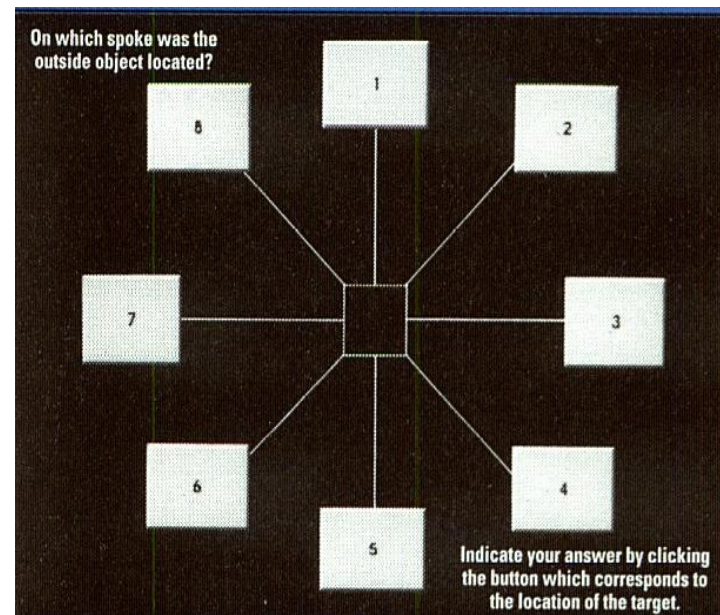 On which spoke was the
outside object located?
1
8
2
7
3
6
4
5
Indicate your answer by clicking
the button which corresponds to
the location of the target.